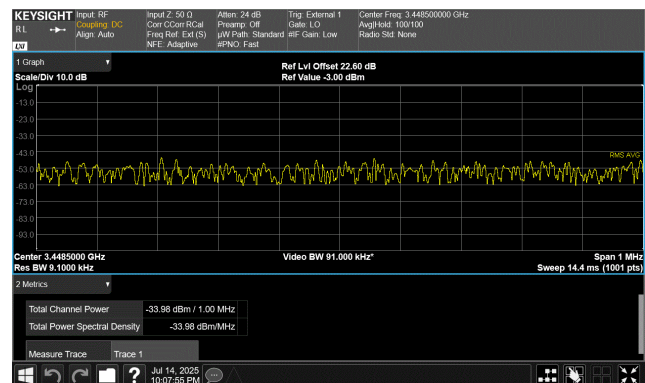 KEYSIGHT Input: RF Input Z: 50 Ω Atten: 24 dB Trig: External 1 Center Freq: 3.448500000 GHz
RL Coupling: DC Corr CCorr RCal Preamp: Off Gate: LO Avg|Hold: 100/100
Align: Auto Freq Ref: Ext (S) µW Path: Standard #IF Gain: Low Radio Std: None
LXI NFE: Adaptive #PNO: Fast
1 Graph
Ref Lvl Offset 22.60 dB
Scale/Div 10.0 dB Ref Value -3.00 dBm
Log
-13.0
-23.0
-33.0
-43.0
RMS AVG
-53.0
-63.0
-73.0
-83.0
-93.0
Center 3.4485000 GHz Video BW 91.000 kHz* Span 1 MHz
Res BW 9.1000 kHz Sweep 14.4 ms (1001 pts)
2 Metrics
Total Channel Power -33.98 dBm / 1.00 MHz
Total Power Spectral Density -33.98 dBm/MHz
Measure Trace Trace 1
? Jul 14, 2025
10:07:55 PM